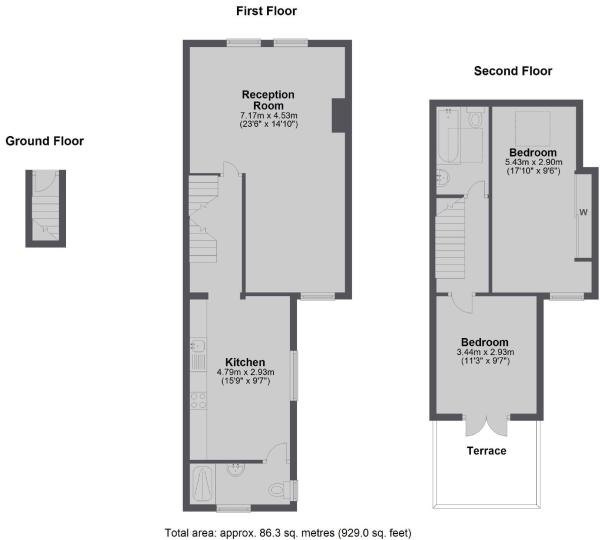 First Floor
Second Floor
Ground Floor
Reception
Room
7.17m x 4.53m
(23'6" x 14'10")
Bedroom
5.43m x 2.90m
(17'10" x 9'6")
W
Kitchen
4.79m x 2.93m
(15'9" x 9'7")
Bedroom
3.44m x 2.93m
(11'3" x 9'7")
Terrace
Total area: approx. 86.3 sq. metres (929.0 sq. feet)